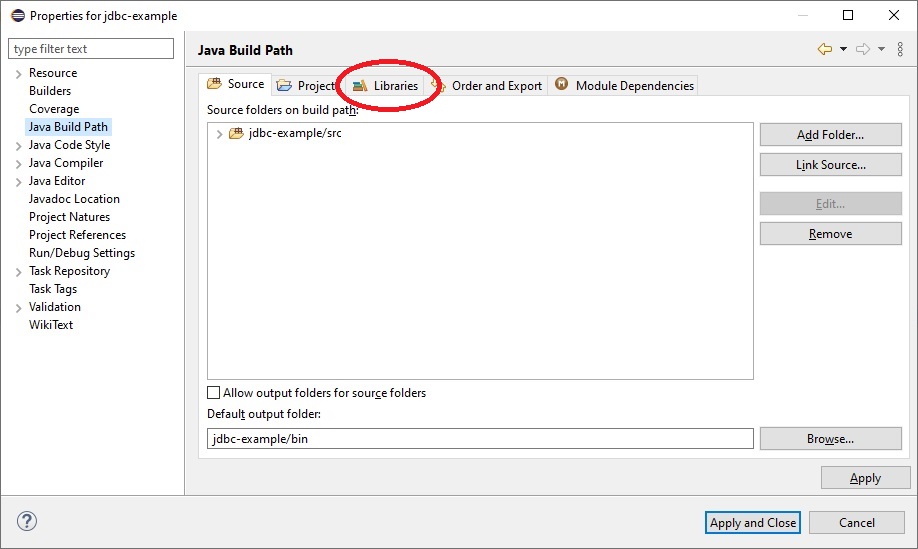 Properties for jdbc-example
type filter text
Resource
Builders
Coverage
Java Build Path
Java Code Style
Java Compiler
Java Editor
Javadoc Location
Project Natures
Project References
Run/Debug Settings
Task Repository
Task Tags
Validation
WikiText
Java Build Path
Source Project Libraries Order and Export Module Dependencies
Source folders on build path:
jdbc-example/src
Add Folder...
Link Source...
Edit...
Remove
Allow output folders for source folders
Default output folder:
jdbc-example/bin
Browse...
Apply
Apply and Close Cancel